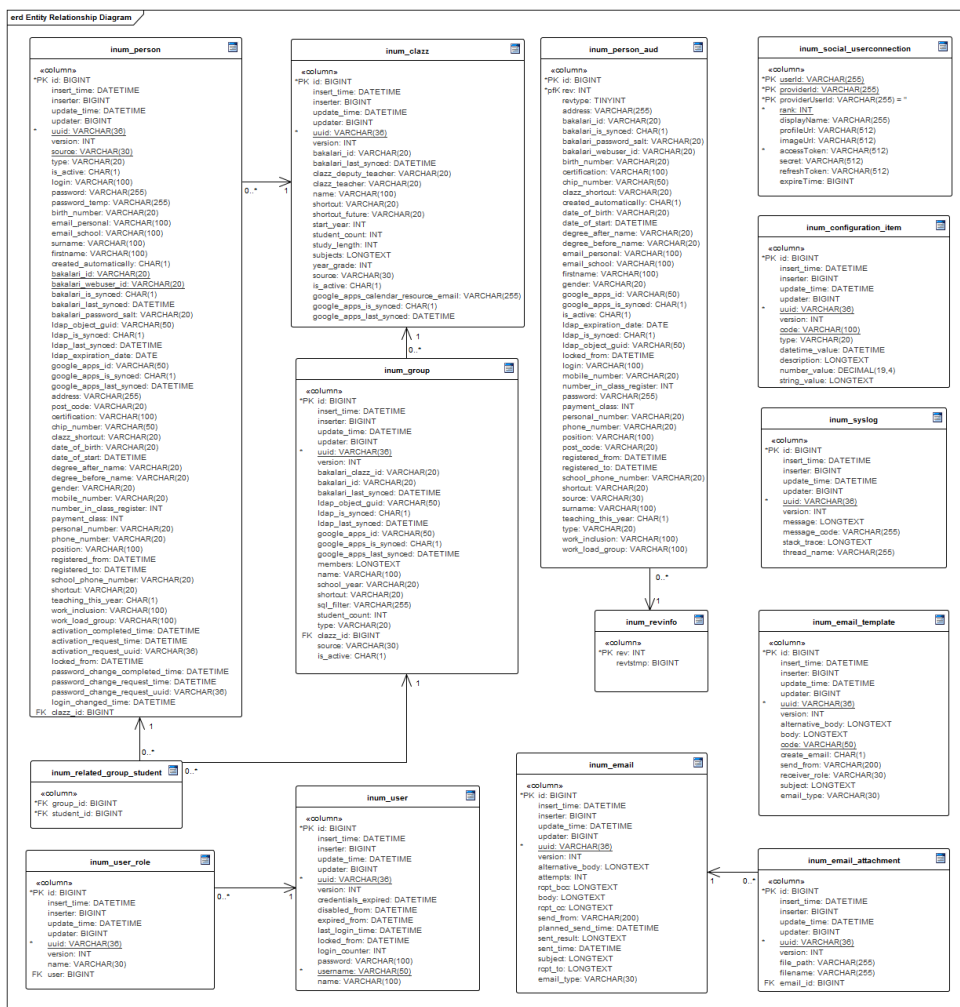 erd Entity Relationship Diagram
inum_person
«column»
*PK id: BIGINT
insert_time: DATETIME
inserter: BIGINT
update_time: DATETIME
updater: BIGINT
* uuid: VARCHAR(36)
version: INT
source: VARCHAR(30)
type: VARCHAR(20)
is_active: CHAR(1)
login: VARCHAR(100)
password: VARCHAR(255)
password_temp: VARCHAR(255)
birth_number: VARCHAR(20)
email_personal: VARCHAR(100)
email_school: VARCHAR(100)
surname: VARCHAR(100)
firstname: VARCHAR(100)
created_automatically: CHAR(1)
bakalari_id: VARCHAR(20)
bakalari_webuser_id: VARCHAR(20)
bakalari_is_synced: CHAR(1)
bakalari_last_synced: DATETIME
bakalari_password_salt: VARCHAR(20)
ldap_object_guid: VARCHAR(50)
ldap_is_synced: CHAR(1)
ldap_last_synced: DATETIME
ldap_expiration_date: DATE
google_apps_id: VARCHAR(50)
google_apps_is_synced: CHAR(1)
google_apps_last_synced: DATETIME
address: VARCHAR(255)
post_code: VARCHAR(20)
certification: VARCHAR(100)
chip_number: VARCHAR(50)
clazz_shortcut: VARCHAR(20)
date_of_birth: VARCHAR(20)
date_of_start: DATETIME
degree_after_name: VARCHAR(20)
degree_before_name: VARCHAR(20)
gender: VARCHAR(20)
mobile_number: VARCHAR(20)
number_in_class_register: INT
payment_class: INT
personal_number: VARCHAR(20)
phone_number: VARCHAR(20)
position: VARCHAR(100)
registered_from: DATETIME
registered_to: DATETIME
school_phone_number: VARCHAR(20)
shortcut: VARCHAR(20)
teaching_this_year: CHAR(1)
work_inclusion: VARCHAR(100)
work_load_group: VARCHAR(100)
activation_completed_time: DATETIME
activation_request_time: DATETIME
activation_request_uuid: VARCHAR(36)
locked_from: DATETIME
password_change_completed_time: DATETIME
password_change_request_time: DATETIME
password_change_request_uuid: VARCHAR(36)
login_changed_time: DATETIME
FK clazz_id: BIGINT
0..*
1
inum_clazz
«column»
*PK id: BIGINT
insert_time: DATETIME
inserter: BIGINT
update_time: DATETIME
updater: BIGINT
* uuid: VARCHAR(36)
version: INT
bakalari_id: VARCHAR(20)
bakalari_last_synced: DATETIME
clazz_deputy_teacher: VARCHAR(20)
clazz_teacher: VARCHAR(20)
name: VARCHAR(100)
shortcut: VARCHAR(20)
shortcut_future: VARCHAR(20)
start_year: INT
student_count: INT
study_length: INT
subjects: LONGTEXT
year_grade: INT
source: VARCHAR(30)
is_active: CHAR(1)
google_apps_calendar_resource_email: VARCHAR(255)
google_apps_is_synced: CHAR(1)
google_apps_last_synced: DATETIME
1
0..*
inum_group
«column»
*PK id: BIGINT
insert_time: DATETIME
inserter: BIGINT
update_time: DATETIME
updater: BIGINT
* uuid: VARCHAR(36)
version: INT
bakalari_clazz_id: VARCHAR(20)
bakalari_id: VARCHAR(20)
bakalari_last_synced: DATETIME
ldap_object_guid: VARCHAR(50)
ldap_is_synced: CHAR(1)
ldap_last_synced: DATETIME
google_apps_id: VARCHAR(50)
google_apps_is_synced: CHAR(1)
google_apps_last_synced: DATETIME
members: LONGTEXT
name: VARCHAR(100)
school_year: VARCHAR(20)
shortcut: VARCHAR(20)
sql_filter: VARCHAR(255)
student_count: INT
type: VARCHAR(20)
FK clazz_id: BIGINT
source: VARCHAR(30)
is_active: CHAR(1)
1
inum_person_aud
«column»
*PK id: BIGINT
*pfK rev: INT
revtype: TINYINT
address: VARCHAR(255)
bakalari_id: VARCHAR(20)
bakalari_is_synced: CHAR(1)
bakalari_password_salt: VARCHAR(20)
bakalari_webuser_id: VARCHAR(20)
birth_number: VARCHAR(20)
certification: VARCHAR(100)
chip_number: VARCHAR(50)
clazz_shortcut: VARCHAR(20)
created_automatically: CHAR(1)
date_of_birth: VARCHAR(20)
date_of_start: DATETIME
degree_after_name: VARCHAR(20)
degree_before_name: VARCHAR(20)
email_personal: VARCHAR(100)
email_school: VARCHAR(100)
firstname: VARCHAR(100)
gender: VARCHAR(20)
google_apps_id: VARCHAR(50)
google_apps_is_synced: CHAR(1)
is_active: CHAR(1)
ldap_expiration_date: DATE
ldap_is_synced: CHAR(1)
ldap_object_guid: VARCHAR(50)
locked_from: DATETIME
login: VARCHAR(100)
mobile_number: VARCHAR(20)
number_in_class_register: INT
password: VARCHAR(255)
payment_class: INT
personal_number: VARCHAR(20)
phone_number: VARCHAR(20)
position: VARCHAR(100)
post_code: VARCHAR(20)
registered_from: DATETIME
registered_to: DATETIME
school_phone_number: VARCHAR(20)
shortcut: VARCHAR(20)
source: VARCHAR(30)
surname: VARCHAR(100)
teaching_this_year: CHAR(1)
type: VARCHAR(20)
work_inclusion: VARCHAR(100)
work_load_group: VARCHAR(100)
0..*
1
inum_revinfo
«column»
*PK rev: INT
revtstmp: BIGINT
inum_social_userconnection
«column»
*PK userId: VARCHAR(255)
*PK providerId: VARCHAR(255)
*PK providerUserId: VARCHAR(255) = ''
* rank: INT
displayName: VARCHAR(255)
profileUrl: VARCHAR(512)
imageUrl: VARCHAR(512)
* accessToken: VARCHAR(512)
secret: VARCHAR(512)
refreshToken: VARCHAR(512)
expireTime: BIGINT
inum_configuration_item
«column»
*PK id: BIGINT
insert_time: DATETIME
inserter: BIGINT
update_time: DATETIME
updater: BIGINT
* uuid: VARCHAR(36)
version: INT
code: VARCHAR(100)
type: VARCHAR(20)
datetime_value: DATETIME
description: LONGTEXT
number_value: DECIMAL(19,4)
string_value: LONGTEXT
inum_syslog
«column»
*PK id: BIGINT
insert_time: DATETIME
inserter: BIGINT
update_time: DATETIME
updater: BIGINT
* uuid: VARCHAR(36)
version: INT
message: LONGTEXT
message_code: VARCHAR(255)
stack_trace: LONGTEXT
thread_name: VARCHAR(255)
inum_email_template
«column»
*PK id: BIGINT
insert_time: DATETIME
inserter: BIGINT
update_time: DATETIME
updater: BIGINT
* uuid: VARCHAR(36)
version: INT
alternative_body: LONGTEXT
body: LONGTEXT
code: VARCHAR(50)
create_email: CHAR(1)
send_from: VARCHAR(200)
receiver_role: VARCHAR(30)
subject: LONGTEXT
email_type: VARCHAR(30)
1
0..*
inum_related_group_student
0..*
«column»
*FK group_id: BIGINT
*FK student_id: BIGINT
inum_user_role
«column»
*PK id: BIGINT
insert_time: DATETIME
inserter: BIGINT
update_time: DATETIME
updater: BIGINT
* uuid: VARCHAR(36)
version: INT
name: VARCHAR(30)
FK user: BIGINT
0..*
1
inum_user
«column»
*PK id: BIGINT
insert_time: DATETIME
inserter: BIGINT
update_time: DATETIME
updater: BIGINT
* uuid: VARCHAR(36)
version: INT
credentials_expired: DATETIME
disabled_from: DATETIME
expired_from: DATETIME
last_login_time: DATETIME
locked_from: DATETIME
login_counter: INT
password: VARCHAR(100)
* username: VARCHAR(50)
name: VARCHAR(100)
inum_email
«column»
*PK id: BIGINT
insert_time: DATETIME
inserter: BIGINT
update_time: DATETIME
updater: BIGINT
* uuid: VARCHAR(36)
version: INT
alternative_body: LONGTEXT
attempts: INT
rcpt_bcc: LONGTEXT
body: LONGTEXT
rcpt_cc: LONGTEXT
send_from: VARCHAR(200)
planned_send_time: DATETIME
sent_result: LONGTEXT
sent_time: DATETIME
subject: LONGTEXT
rcpt_to: LONGTEXT
email_type: VARCHAR(30)
1
0..*
inum_email_attachment
«column»
*PK id: BIGINT
insert_time: DATETIME
inserter: BIGINT
update_time: DATETIME
updater: BIGINT
* uuid: VARCHAR(36)
version: INT
file_path: VARCHAR(255)
filename: VARCHAR(255)
FK email_id: BIGINT